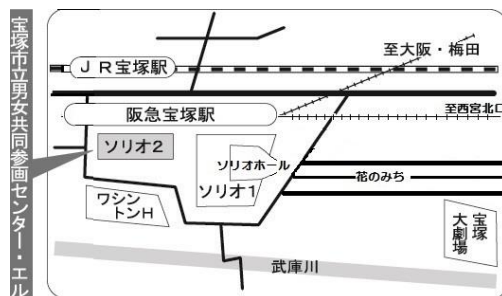 宝塚市立男女共同参画センター・エル
JR宝塚駅
至大阪・梅田
阪急宝塚駅
至西宮北口
ソリオ2
ソリオホール
ソリオ1
花のみち
ワシン
トンH
宝塚
大劇場
武庫川